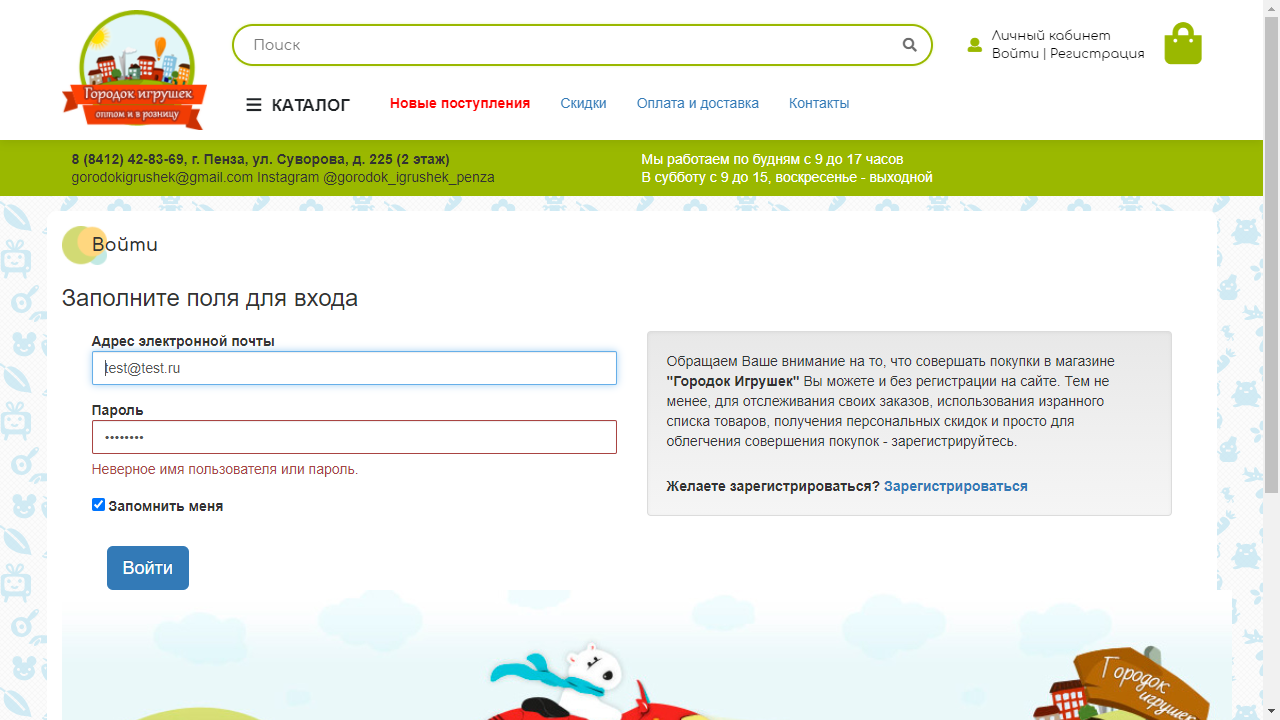 Городок игрушек
оптом и в розницу
Поиск
Личный кабинет
Войти | Регистрация
КАТАЛОГ
Новые поступления
Скидки
Оплата и доставка
Контакты
8 (8412) 42-83-69, г. Пенза, ул. Суворова, д. 225 (2 этаж)
gorodokigrushek@gmail.com Instagram @gorodok_igrushek_penza
Мы работаем по будням с 9 до 17 часов
В субботу с 9 до 15, воскресенье - выходной
Войти
Заполните поля для входа
Адрес электронной почты
test@test.ru
Пароль
••••••••
Неверное имя пользователя или пароль.
Запомнить меня
Войти
Обращаем Ваше внимание на то, что совершать покупки в магазине
"Городок Игрушек" Вы можете и без регистрации на сайте. Тем не
менее, для отслеживания своих заказов, использования изранного
списка товаров, получения персональных скидок и просто для
облегчения совершения покупок - зарегистрируйтесь.
Желаете зарегистрироваться? Зарегистрироваться
Городок
игрушек